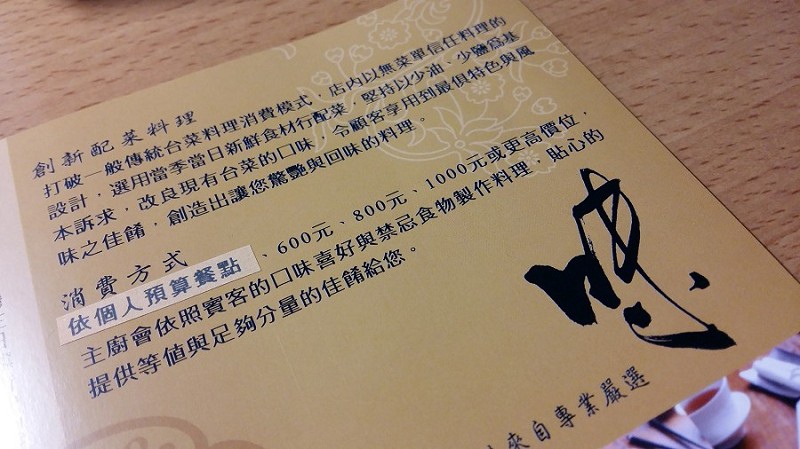 創新配菜料理
打破一般傳統台菜料理消費模式、店內以無菜單信任料理的
設計，選用當季當日新鮮食材行配菜、堅持以少油、少鹽為基
本訴求，改良現有台菜的口味，令顧客享用到最俱特色與風
味之佳餚，創造出讓您驚艷與回味的料理。
消費方式
依個人預算餐點、600元、800元、1000元或更高價位，
主廚會依照賓客的口味喜好與禁忌食物製作料理，貼心的
提供等值與足夠分量的佳餚給您。
來自專業嚴選